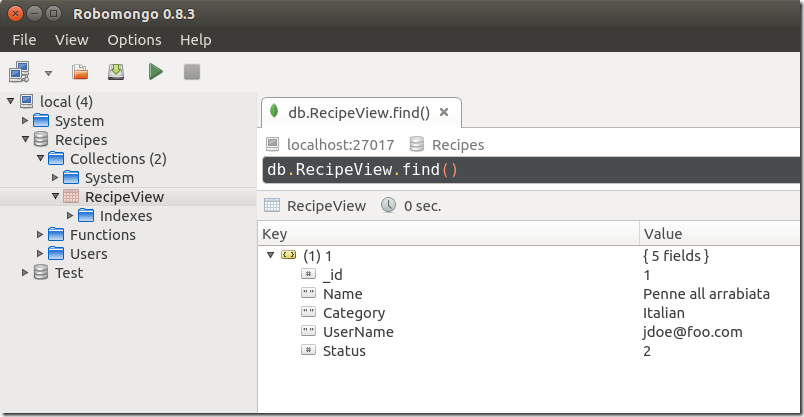 Robomongo 0.8.3
File View Options Help
local (4)
System
Recipes
Collections (2)
System
RecipeView
Indexes
Functions
Users
Test
db.RecipeView.find()
localhost:27017 Recipes
db.RecipeView.find()
RecipeView 0 sec.
Key Value
(1) 1 { 5 fields }
_id 1
Name Penne all arrabiata
Category Italian
UserName jdoe@foo.com
Status 2